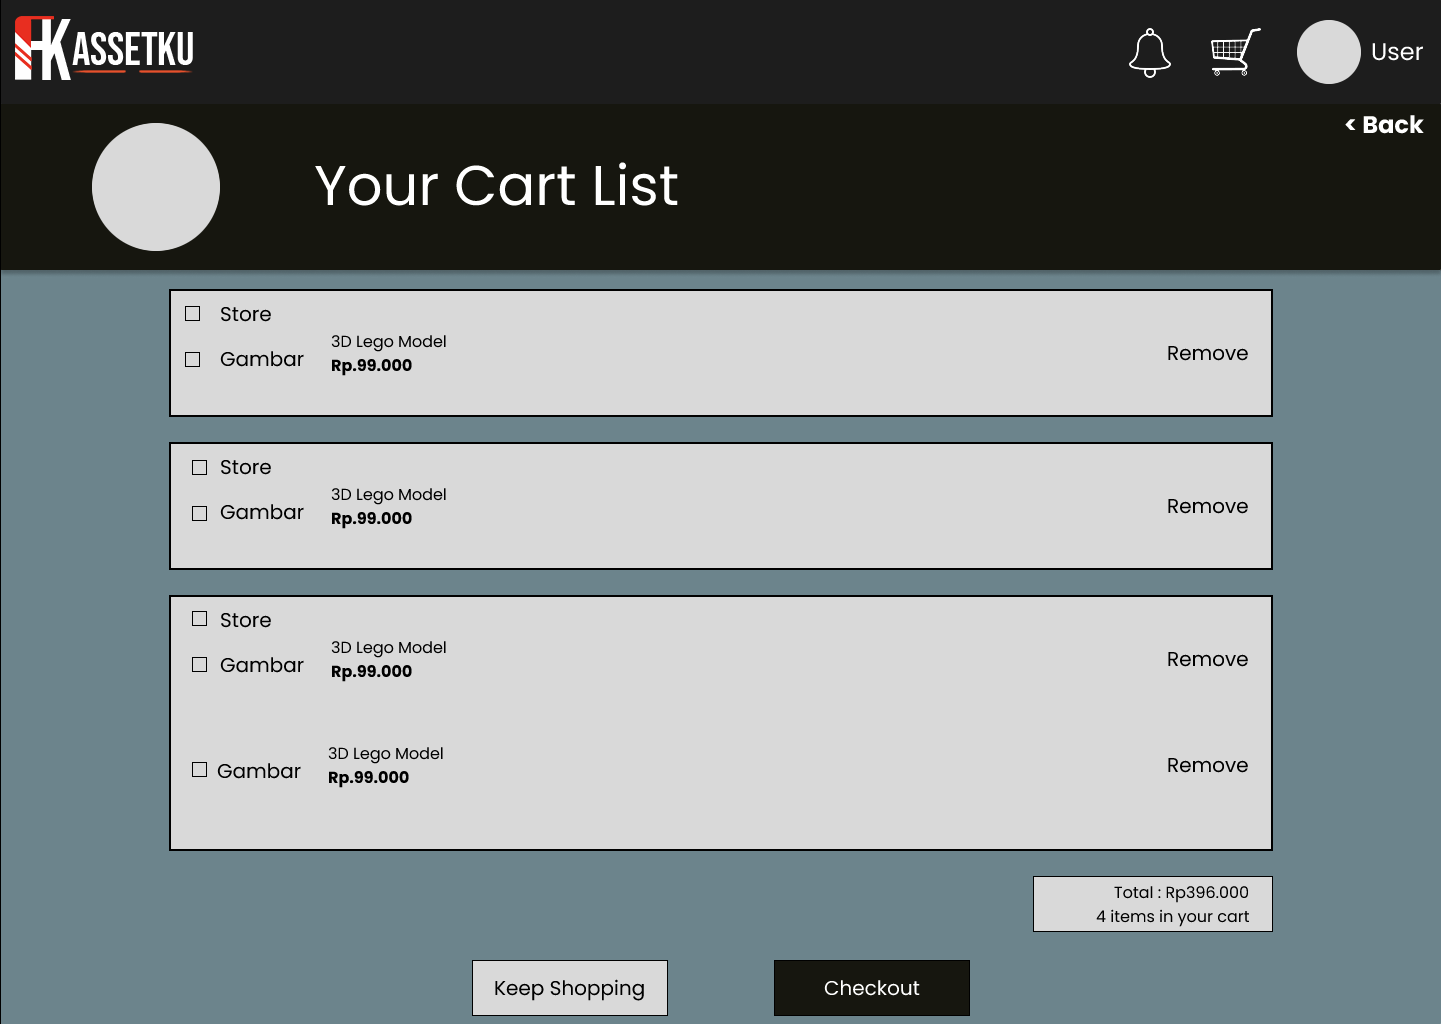 KASSETKU
User
< Back
Your Cart List
Store
3D Lego Model
Gambar
Rp.99.000
Remove
Store
3D Lego Model
Gambar
Rp.99.000
Remove
Store
3D Lego Model
Gambar
Rp.99.000
Remove
3D Lego Model
Gambar
Rp.99.000
Remove
Total : Rp396.000
4 items in your cart
Keep Shopping
Checkout